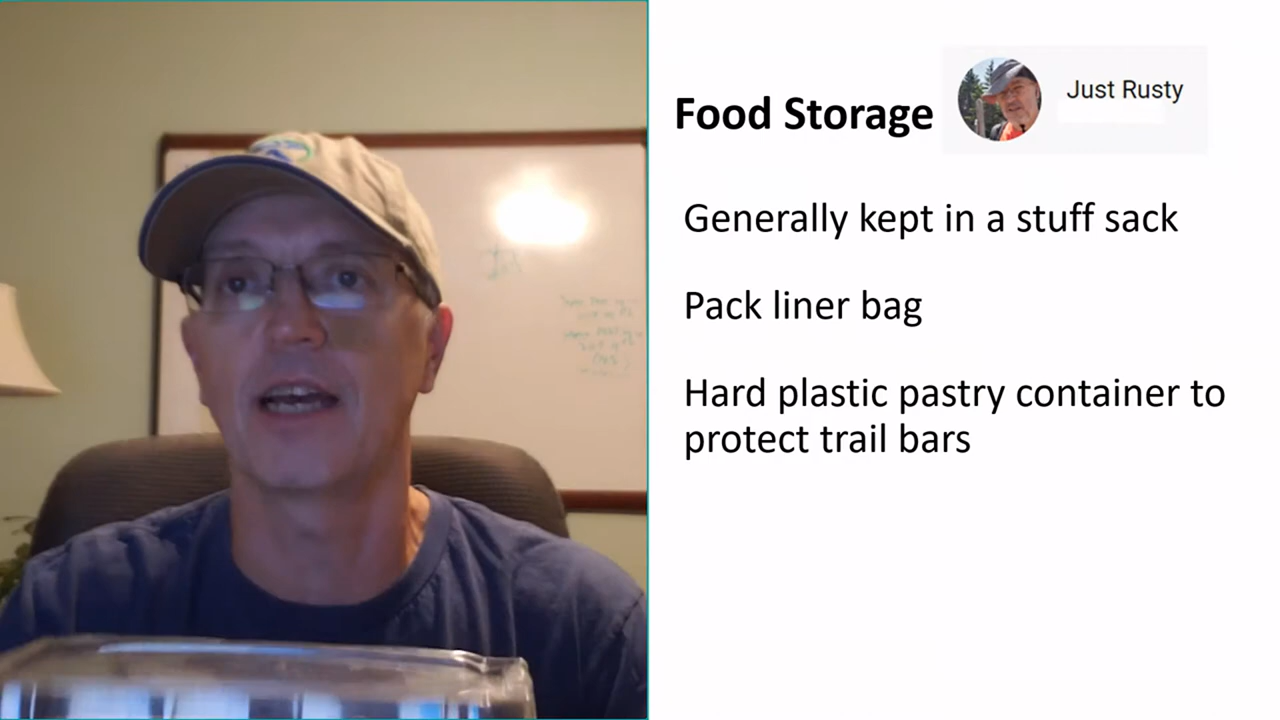 Food Storage
Just Rusty
Generally kept in a stuff sack
Pack liner bag
Hard plastic pastry container to
protect trail bars